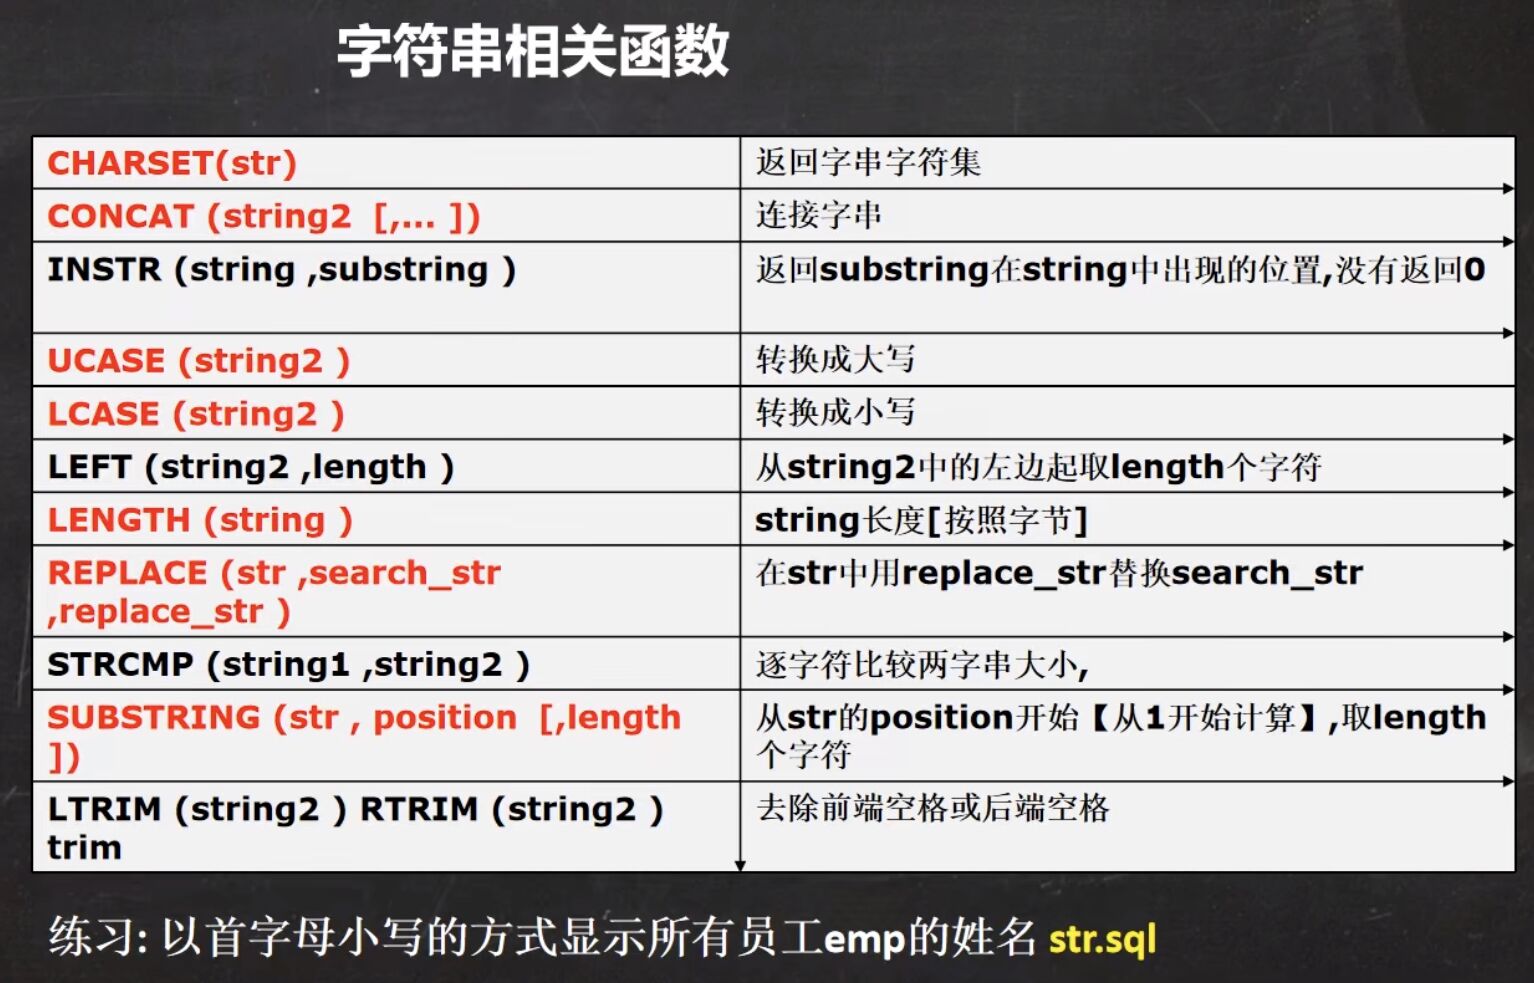 字符串相关函数
CHARSET(str) 返回字串字符集
CONCAT (string2 [,... ]) 连接字串
INSTR (string ,substring ) 返回substring在string中出现的位置,没有返回0
UCASE (string2 ) 转换成大写
LCASE (string2 ) 转换成小写
LEFT (string2 ,length ) 从string2中的左边起取length个字符
LENGTH (string ) string长度[按照字节]
REPLACE (str ,search_str 在str中用replace_str替换search_str
,replace_str )
STRCMP (string1 ,string2 ) 逐字符比较两字串大小,
SUBSTRING (str , position [,length 从str的position开始【从1开始计算】,取length
]) 个字符
LTRIM (string2 ) RTRIM (string2 ) 去除前端空格或后端空格
trim
练习: 以首字母小写的方式显示所有员工emp的姓名 str.sql